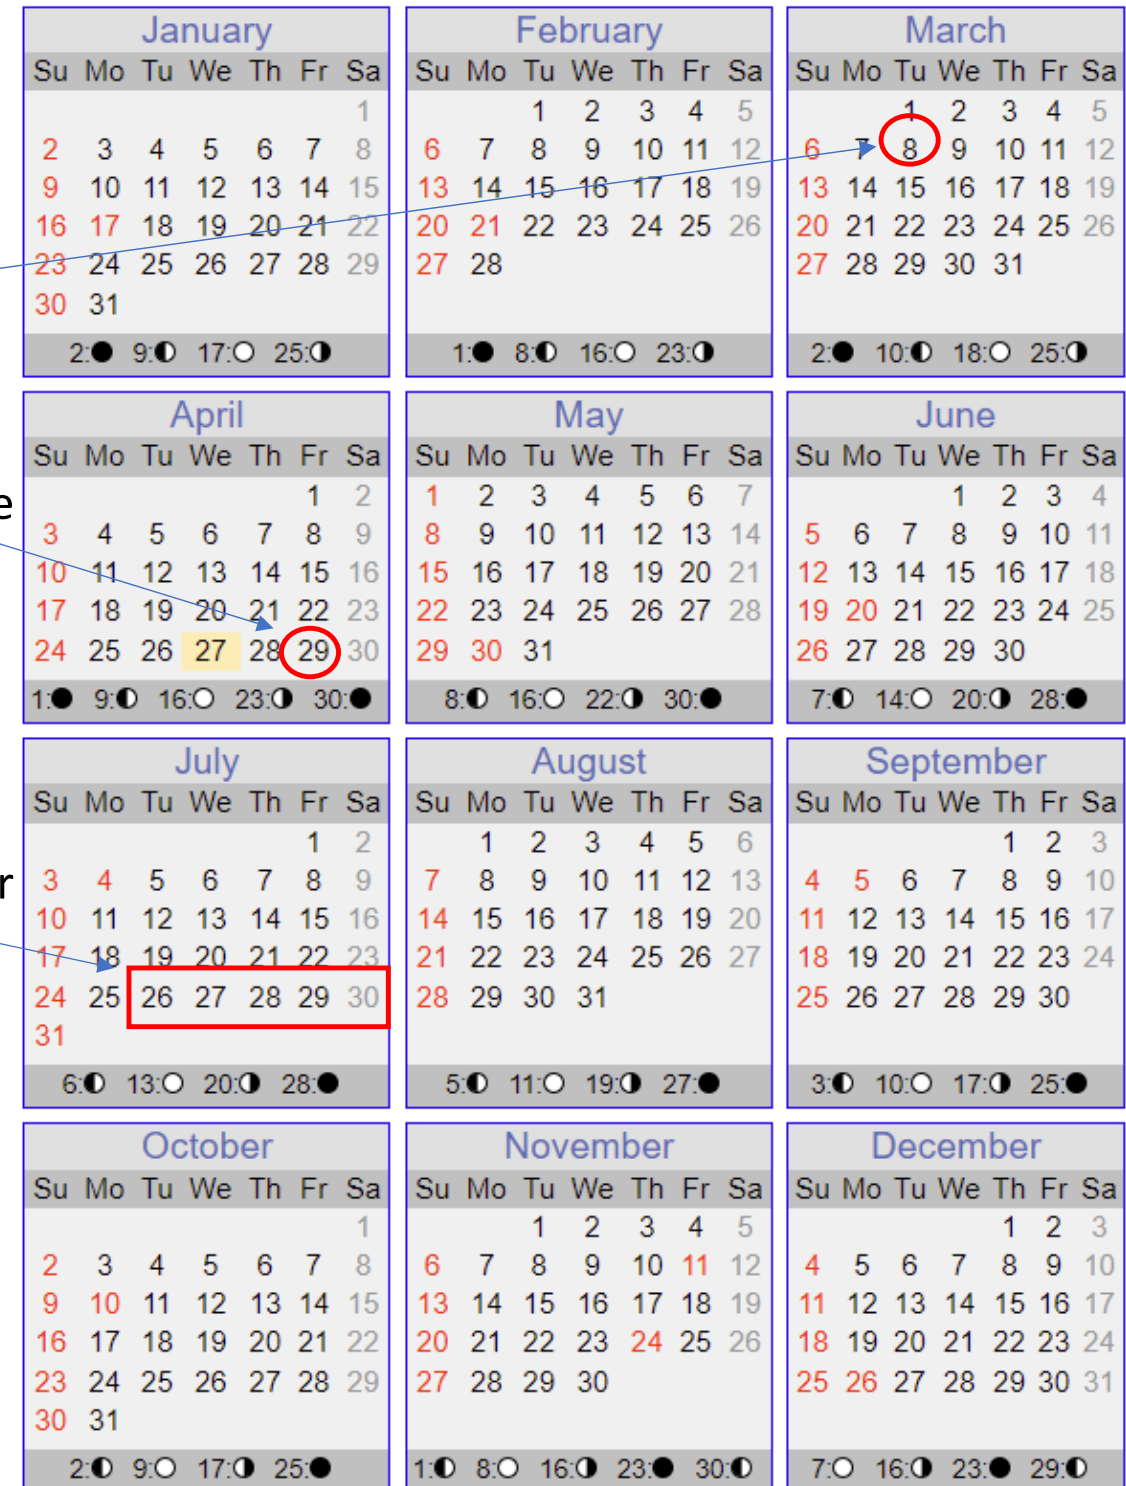 January
Su Mo Tu We Th Fr Sa
1
2 3 4 5 6 7 8
9 10 11 12 13 14 15
16 17 18 19 20 21 22
23 24 25 26 27 28 29
30 31
2: 9: 17: 25:
February
Su Mo Tu We Th Fr Sa
1 2 3 4 5
6 7 8 9 10 11 12
13 14 15 16 17 18 19
20 21 22 23 24 25 26
27 28
1: 8: 16: 23:
March
Su Mo Tu We Th Fr Sa
1 2 3 4 5
6 7 8 9 10 11 12
13 14 15 16 17 18 19
20 21 22 23 24 25 26
27 28 29 30 31
2: 10: 18: 25:
e
April
Su Mo Tu We Th Fr Sa
1 2
3 4 5 6 7 8 9
10 11 12 13 14 15 16
17 18 19 20 21 22 23
24 25 26 27 28 29 30
1: 9: 16: 23: 30:
May
Su Mo Tu We Th Fr Sa
1 2 3 4 5 6 7
8 9 10 11 12 13 14
15 16 17 18 19 20 21
22 23 24 25 26 27 28
29 30 31
8: 16: 22: 30:
June
Su Mo Tu We Th Fr Sa
1 2 3 4
5 6 7 8 9 10 11
12 13 14 15 16 17 18
19 20 21 22 23 24 25
26 27 28 29 30
7: 14: 20: 28:
r
July
Su Mo Tu We Th Fr Sa
1 2
3 4 5 6 7 8 9
10 11 12 13 14 15 16
17 18 19 20 21 22 23
24 25 26 27 28 29 30
31
6: 13: 20: 28:
August
Su Mo Tu We Th Fr Sa
1 2 3 4 5 6
7 8 9 10 11 12 13
14 15 16 17 18 19 20
21 22 23 24 25 26 27
28 29 30 31
5: 11: 19: 27:
September
Su Mo Tu We Th Fr Sa
1 2 3
4 5 6 7 8 9 10
11 12 13 14 15 16 17
18 19 20 21 22 23 24
25 26 27 28 29 30
3: 10: 17: 25:
October
Su Mo Tu We Th Fr Sa
1
2 3 4 5 6 7 8
9 10 11 12 13 14 15
16 17 18 19 20 21 22
23 24 25 26 27 28 29
30 31
2: 9: 17: 25:
November
Su Mo Tu We Th Fr Sa
1 2 3 4 5
6 7 8 9 10 11 12
13 14 15 16 17 18 19
20 21 22 23 24 25 26
27 28 29 30
1: 8: 16: 23: 30:
December
Su Mo Tu We Th Fr Sa
1 2 3
4 5 6 7 8 9 10
11 12 13 14 15 16 17
18 19 20 21 22 23 24
25 26 27 28 29 30 31
7: 16: 23: 29: